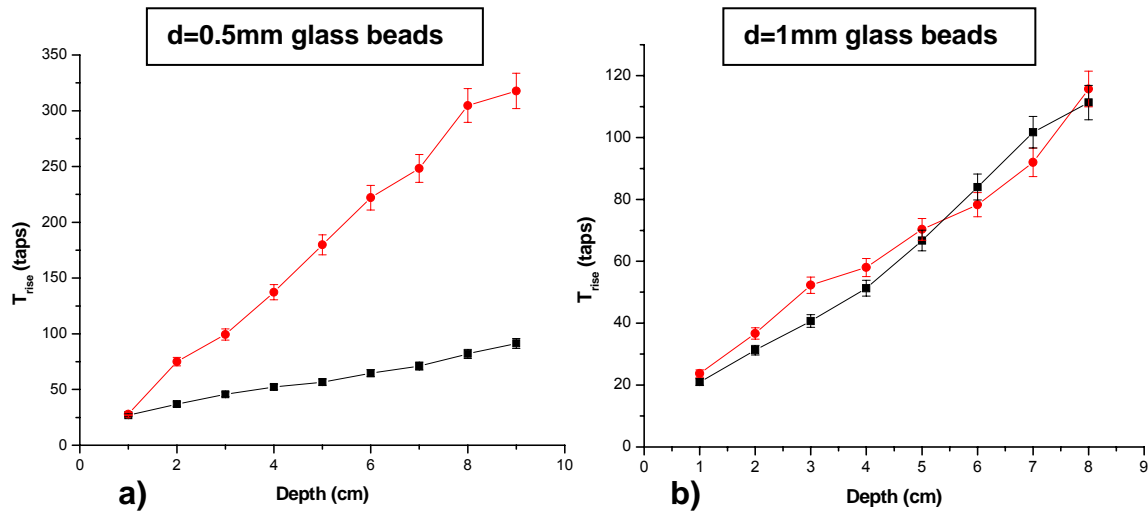 d=0.5mm glass beads
350
300
250
200
150
100
50
0
T_rise (taps)
0 2 4 6 8 10
Depth (cm)
a)
d=1mm glass beads
120
100
80
60
40
20
0
T_rise (taps)
0 1 2 3 4 5 6 7 8 9
Depth (cm)
b)